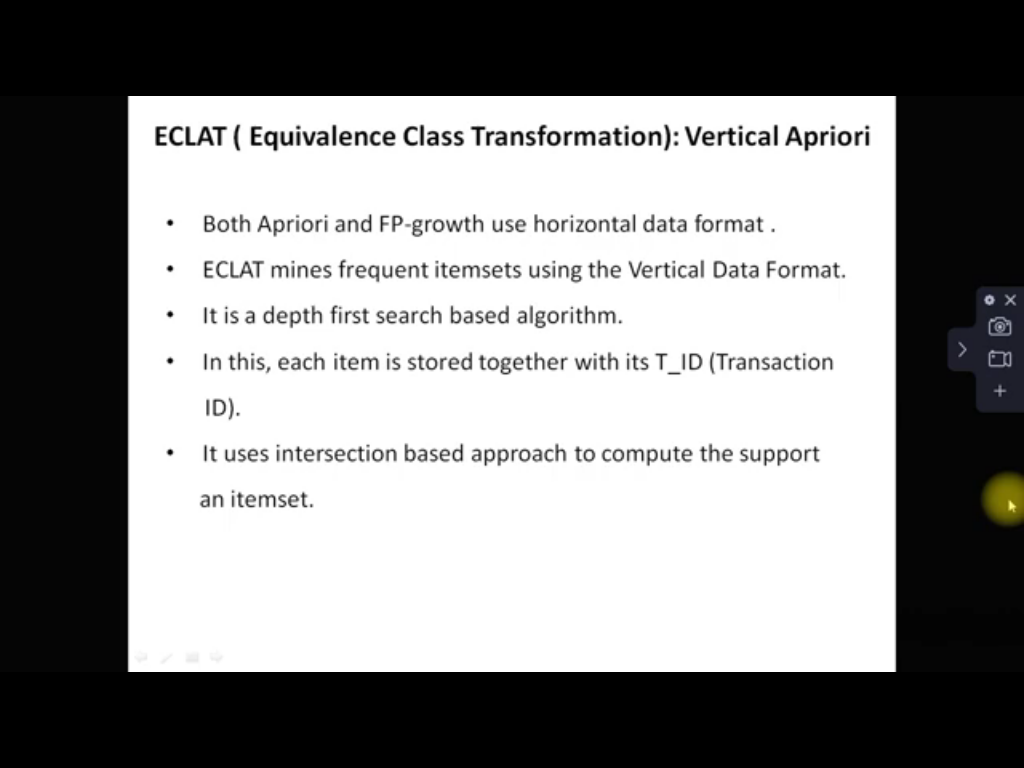 ECLAT ( Equivalence Class Transformation): Vertical Apriori
• Both Apriori and FP-growth use horizontal data format .
• ECLAT mines frequent itemsets using the Vertical Data Format.
• It is a depth first search based algorithm.
• In this, each item is stored together with its T_ID (Transaction
ID).
• It uses intersection based approach to compute the support
an itemset.